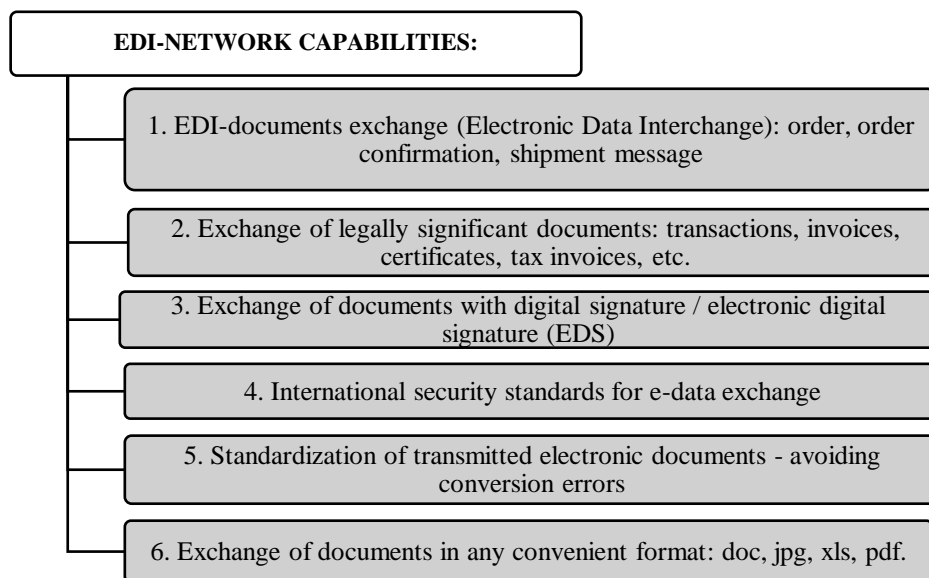 EDI-NETWORK CAPABILITIES:
1. EDI-documents exchange (Electronic Data Interchange): order, order
confirmation, shipment message
2. Exchange of legally significant documents: transactions, invoices,
certificates, tax invoices, etc.
3. Exchange of documents with digital signature / electronic digital
signature (EDS)
4. International security standards for e-data exchange
5. Standardization of transmitted electronic documents - avoiding
conversion errors
6. Exchange of documents in any convenient format: doc, jpg, xls, pdf.